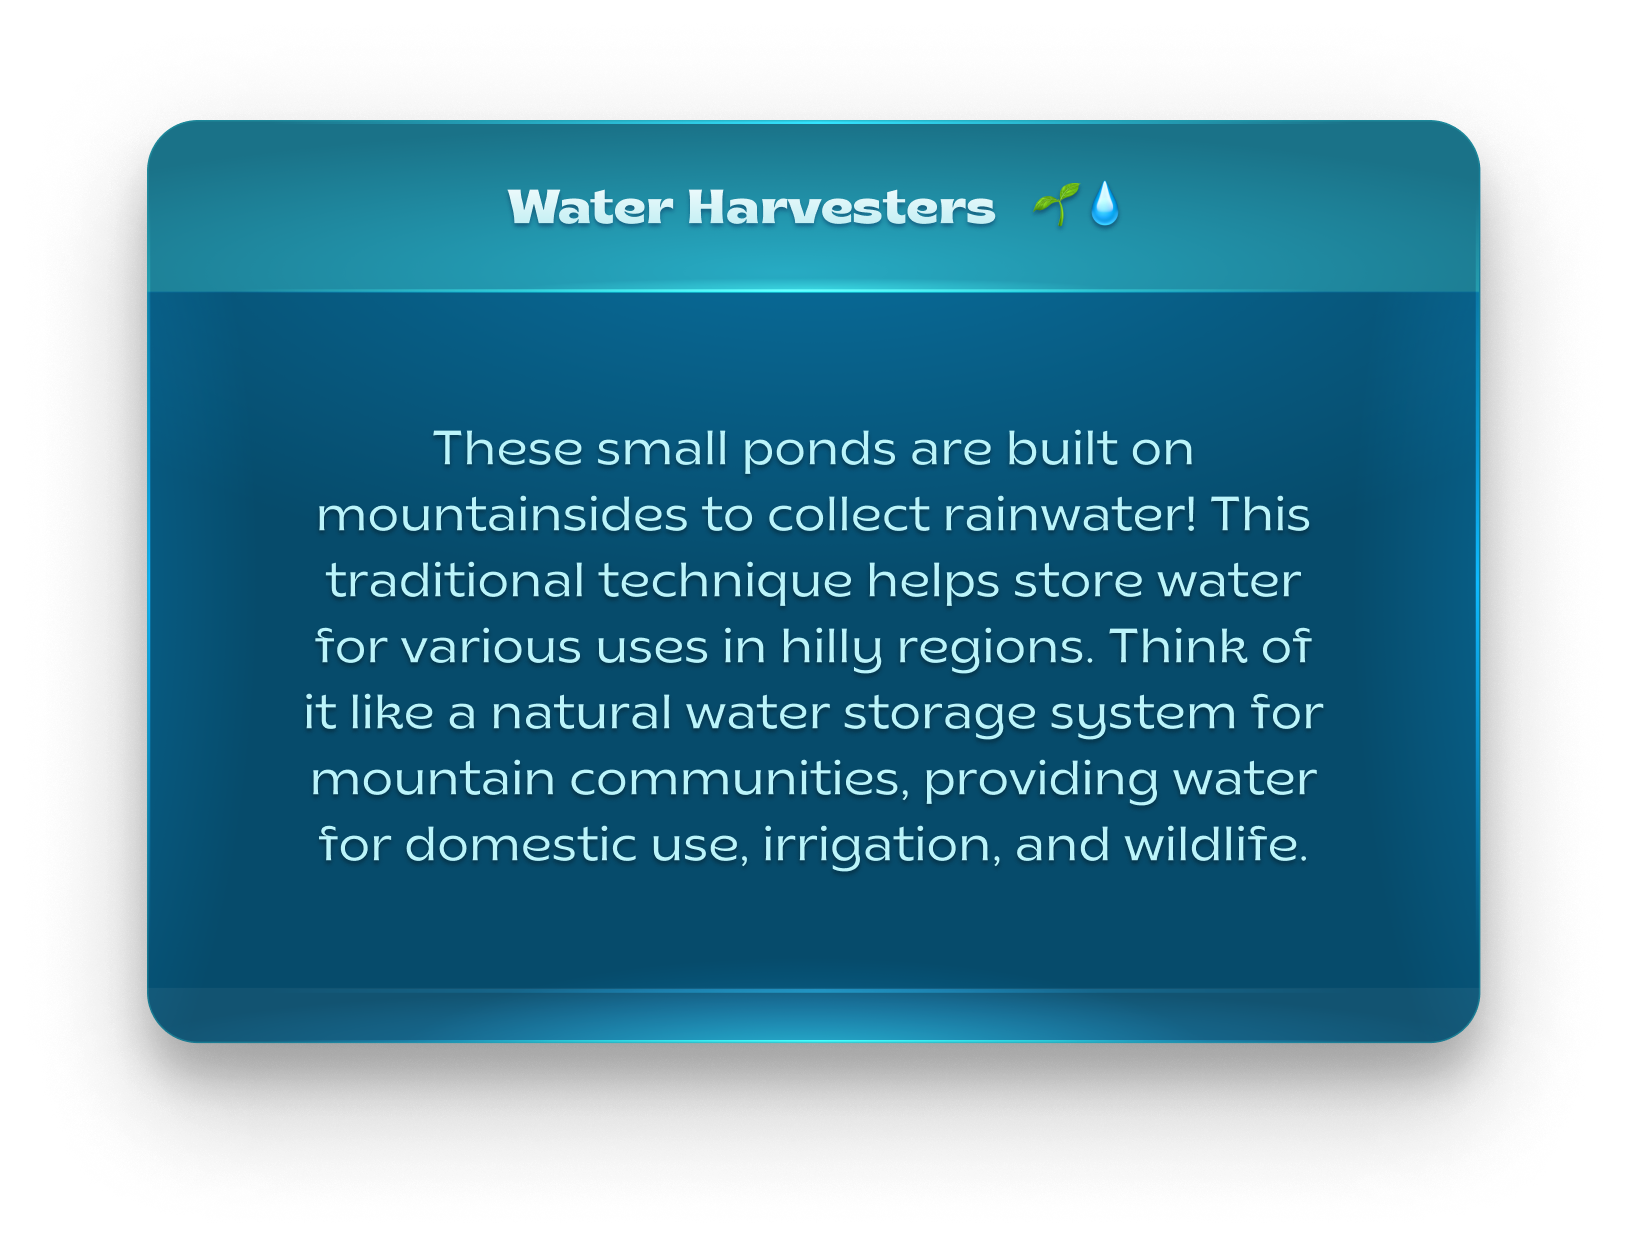 Water Harvesters 🌱💧
These small ponds are built on
mountainsides to collect rainwater! This
traditional technique helps store water
for various uses in hilly regions. Think of
it like a natural water storage system for
mountain communities, providing water
for domestic use, irrigation, and wildlife.